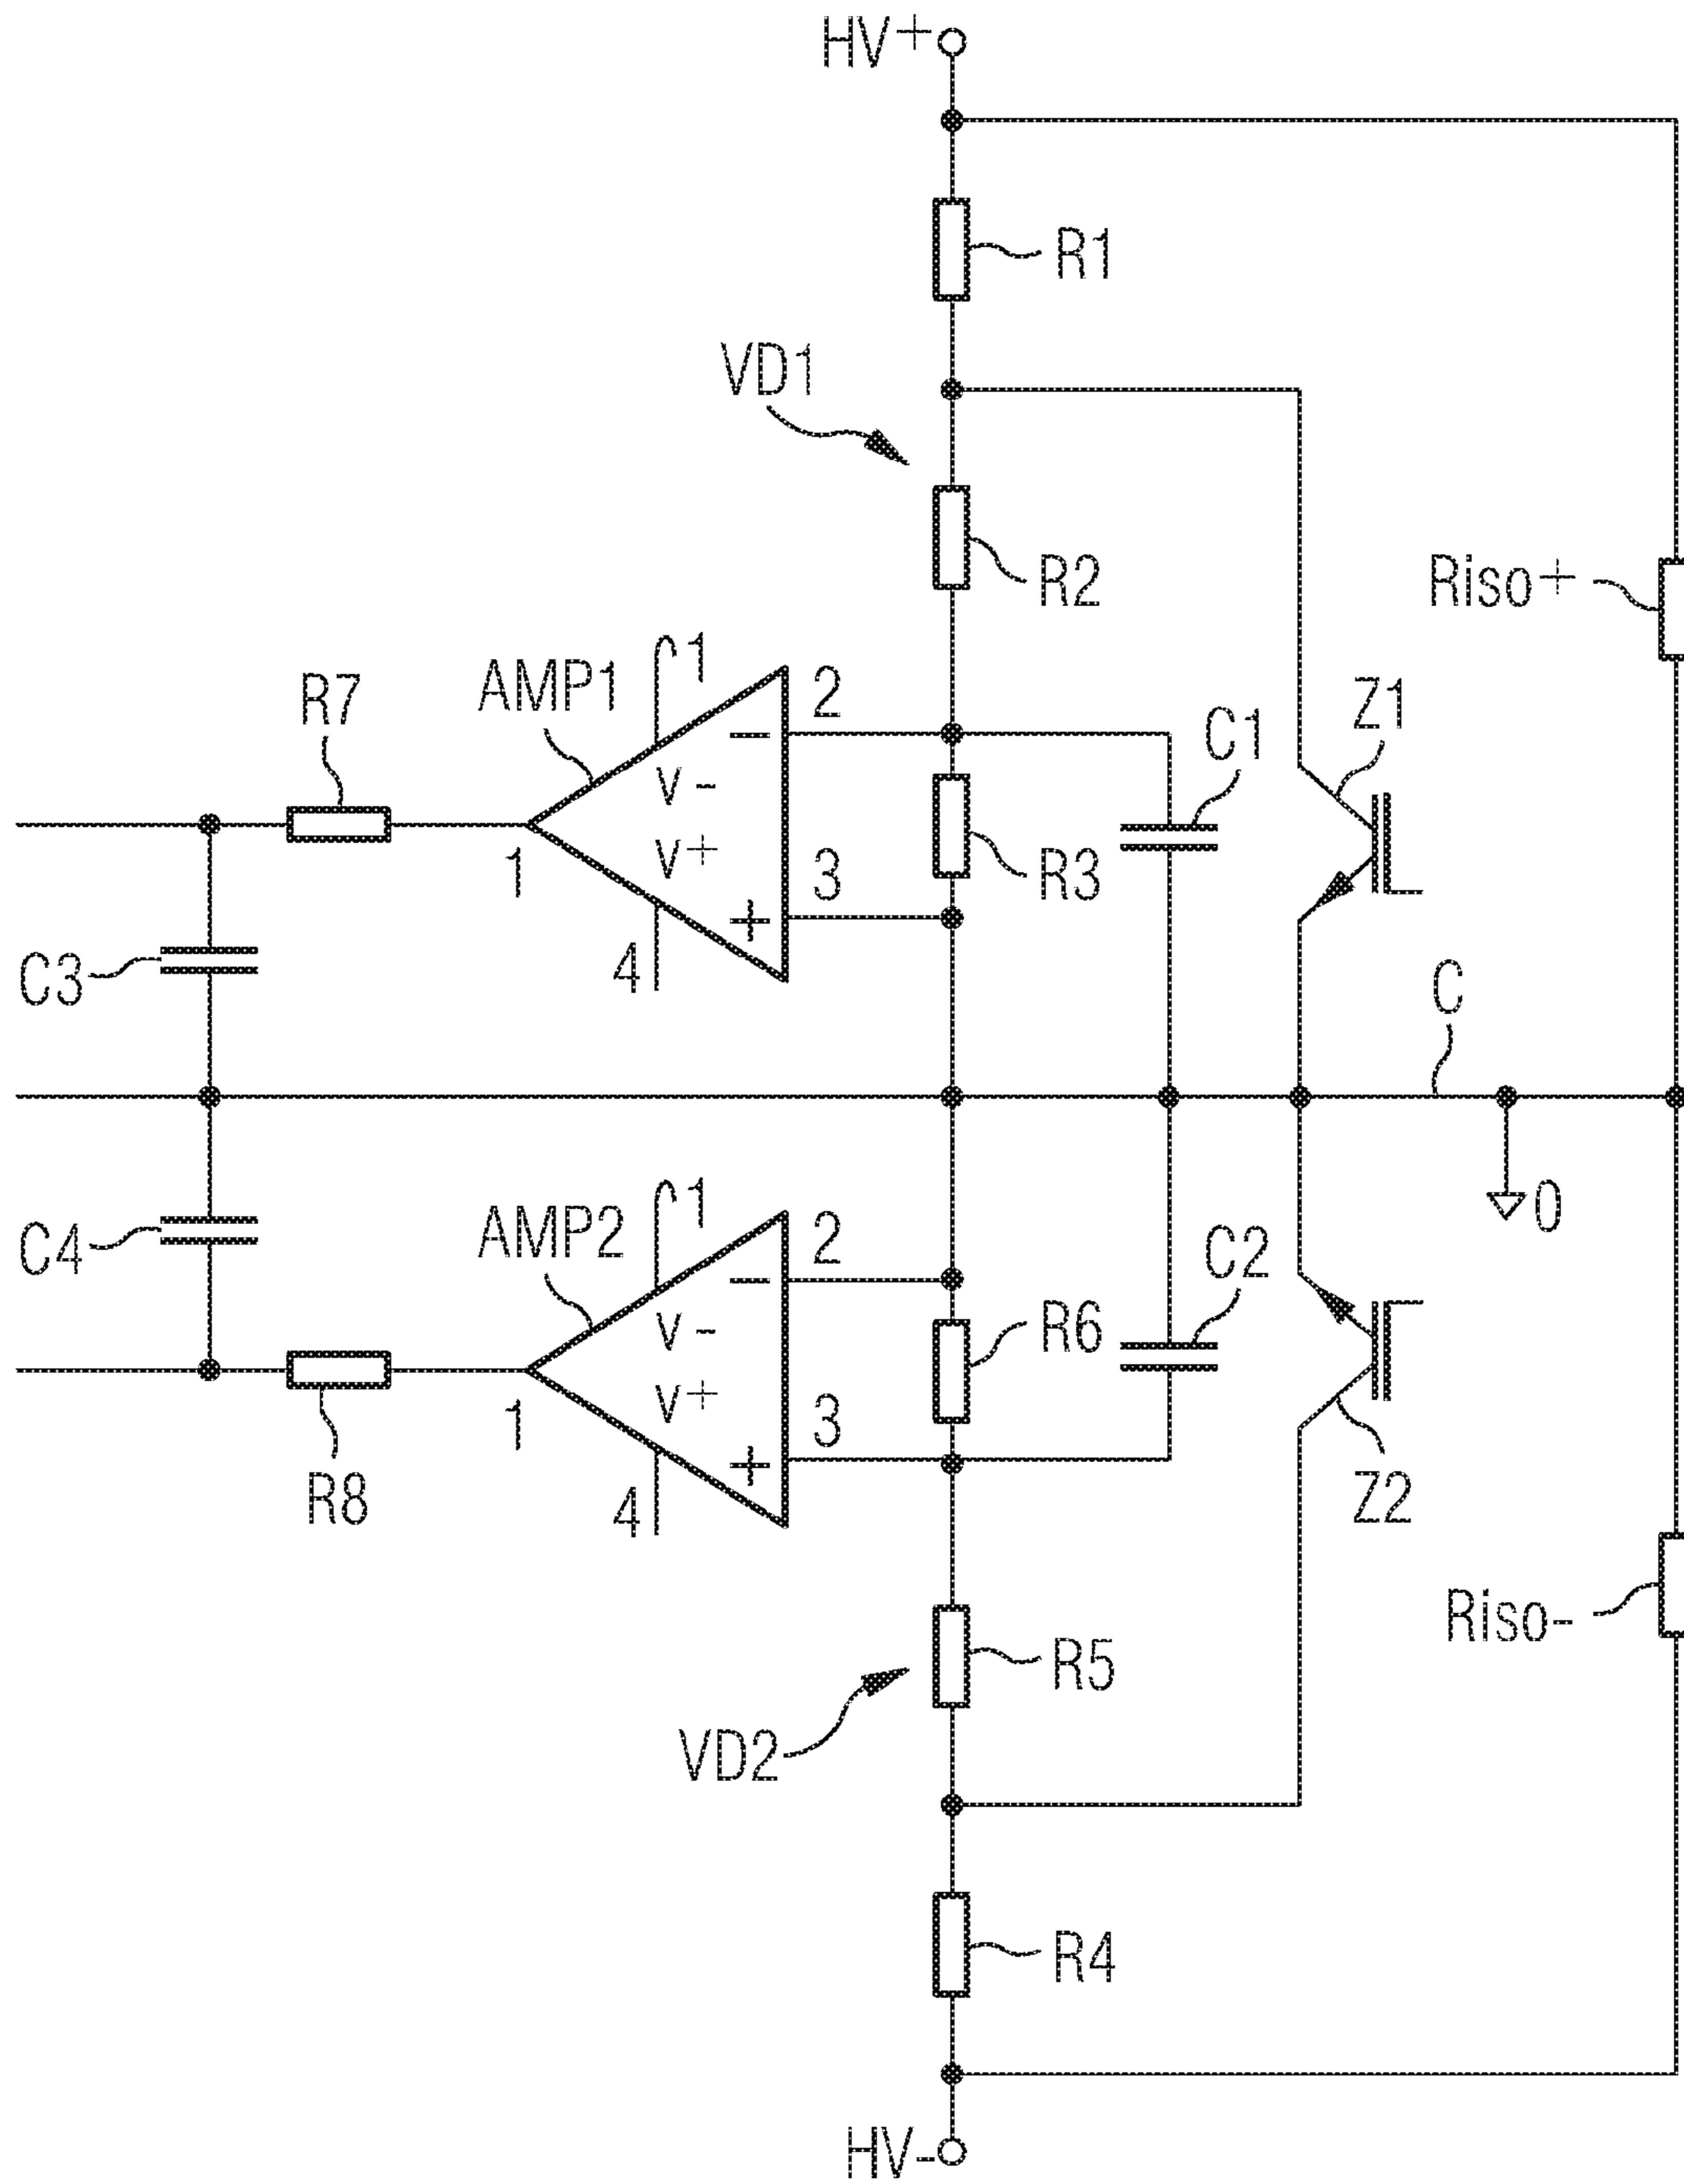 HV+
R1
VD1
R2
Riso+
1
AMP1
2
R7
Z1
C1
-
V-
V+
R3
3
1
+
4
C3
C
1
AMP2
2
0
C4
C2
-
V-
R6
V+
3
1
+
4
R8
Z2
Riso-
R5
VD2
R4
HV-